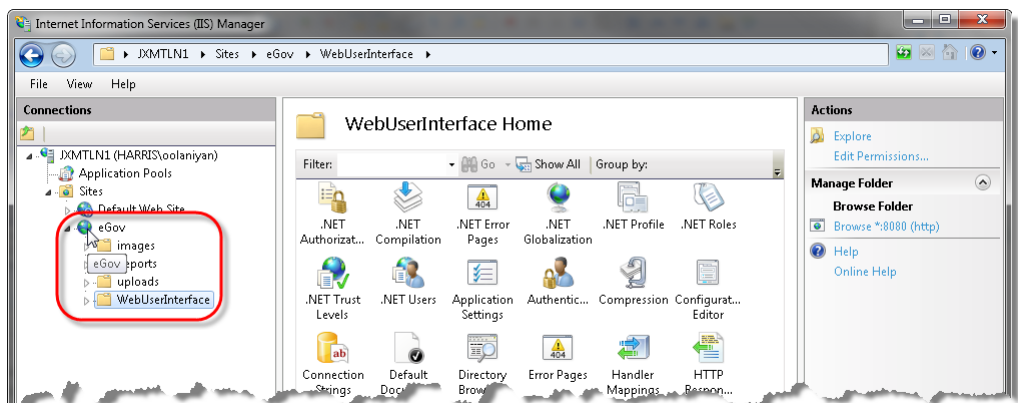 Internet Information Services (IIS) Manager
JXMTLN1 Sites eGov WebUserInterface
File View Help
Connections
JXMTLN1 (HARRIS\oolaniyan)
Application Pools
Sites
Default Web Site
eGov
images
eGov eports
uploads
WebUserInterface
WebUserInterface Home
Filter: Go Show All Group by:
.NET Authorizat...
.NET Compilation
.NET Error Pages
.NET Globalization
.NET Profile
.NET Roles
.NET Trust Levels
.NET Users
Application Settings
Authentic...
Compression
Configurat... Editor
Connection Strings
Default
Directory
Error Pages
Handler Mappings
HTTP Respon...
Actions
Explore
Edit Permissions...
Manage Folder
Browse Folder
Browse *:8080 (http)
Help
Online Help